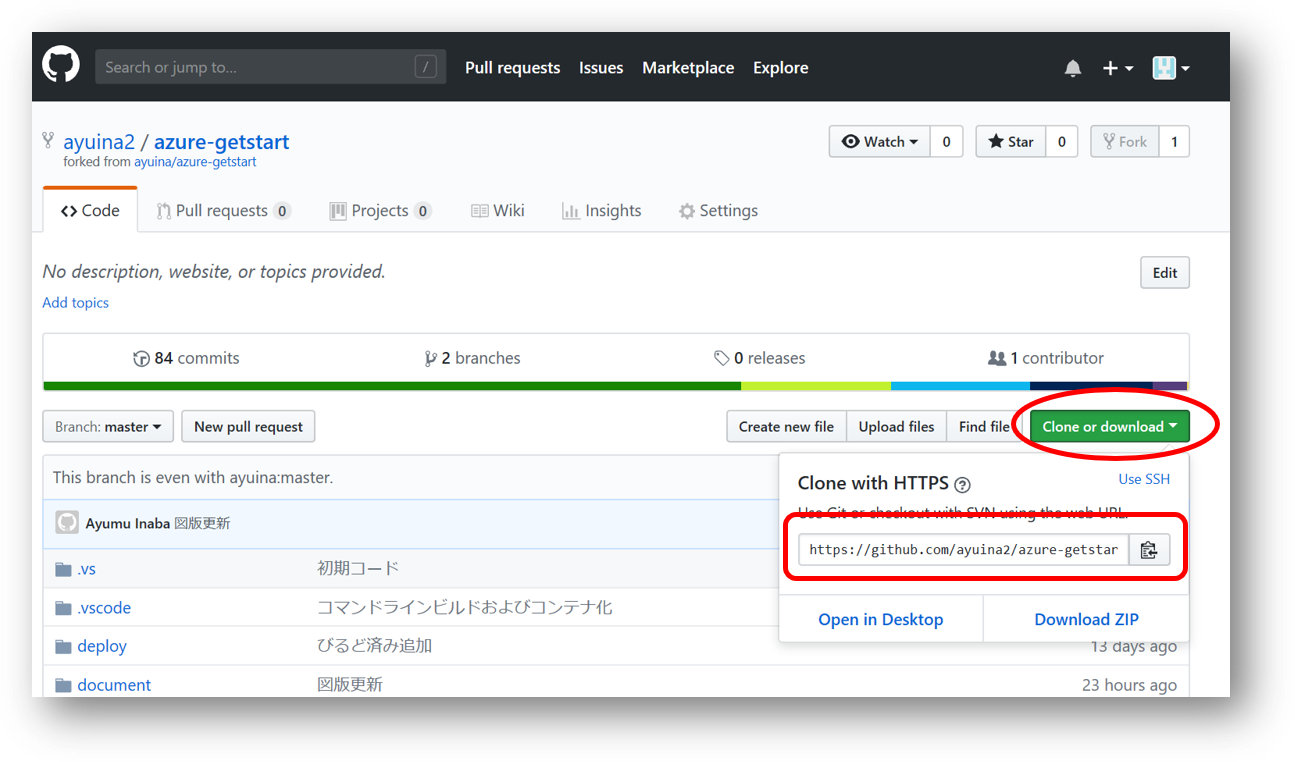 Search or jump to... / Pull requests Issues Marketplace Explore
ayuina2 / azure-getstart Watch 0 Star 0 Fork 1
forked from ayuina/azure-getstart
Code Pull requests 0 Projects 0 Wiki Insights Settings
No description, website, or topics provided. Edit
Add topics
84 commits 2 branches 0 releases 1 contributor
Branch: master New pull request Create new file Upload files Find file Clone or download
This branch is even with ayuina:master.
Clone with HTTPS ? Use SSH
Use Git or checkout with SVN using the web URL.
https://github.com/ayuina2/azure-getstar
Open in Desktop Download ZIP
Ayumu Inaba 図版更新
.vs 初期コード
.vscode コマンドラインビルドおよびコンテナ化
deploy びるど済み追加 13 days ago
document 図版更新 23 hours ago